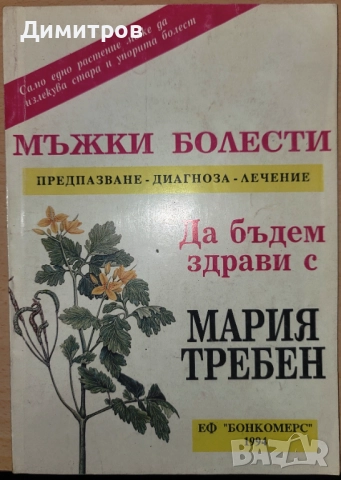 Димитров
Само едно растение може да
излекува стара и упорита болест
МЪЖКИ БОЛЕСТИ
ПРЕДПАЗВАНЕ - ДИАГНОЗА - ЛЕЧЕНИЕ
Да бъдем
здрави с
МАРИЯ
ТРЕБЕН
ЕФ "БОНКОМЕРС"
1994
bazar